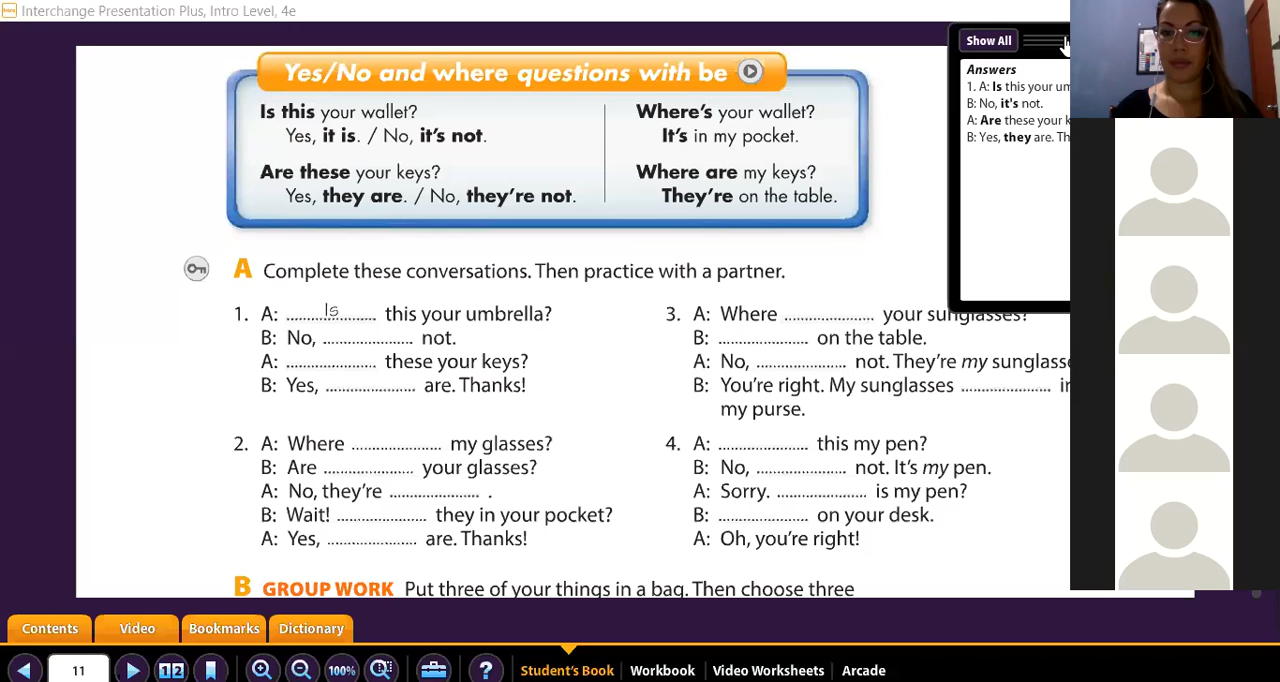 Interchange Presentation Plus, Intro Level, 4e
Yes/No and where questions with be
Is this your wallet?
Yes, it is. / No, it's not.
Are these your keys?
Yes, they are. / No, they're not.
Where's your wallet?
It's in my pocket.
Where are my keys?
They're on the table.
Show All
Answers
1. A: Is this your um
B: No, it's not.
A: Are these your k
B: Yes, they are. Th
A Complete these conversations. Then practice with a partner.
1. A: .......Is....... this your umbrella?
B: No, .................... not.
A: .................... these your keys?
B: Yes, .................... are. Thanks!
2. A: Where .................... my glasses?
B: Are .................... your glasses?
A: No, they're .................... .
B: Wait! .................... they in your pocket?
A: Yes, .................... are. Thanks!
3. A: Where .................... your sunglasses?
B: .................... on the table.
A: No, .................... not. They're my sunglass
B: You're right. My sunglasses .................... i
my purse.
4. A: .................... this my pen?
B: No, .................... not. It's my pen.
A: Sorry. .................... is my pen?
B: .................... on your desk.
A: Oh, you're right!
B GROUP WORK Put three of your things in a bag. Then choose three
Contents Video Bookmarks Dictionary
11 12 100% ? Student's Book Workbook Video Worksheets Arcade